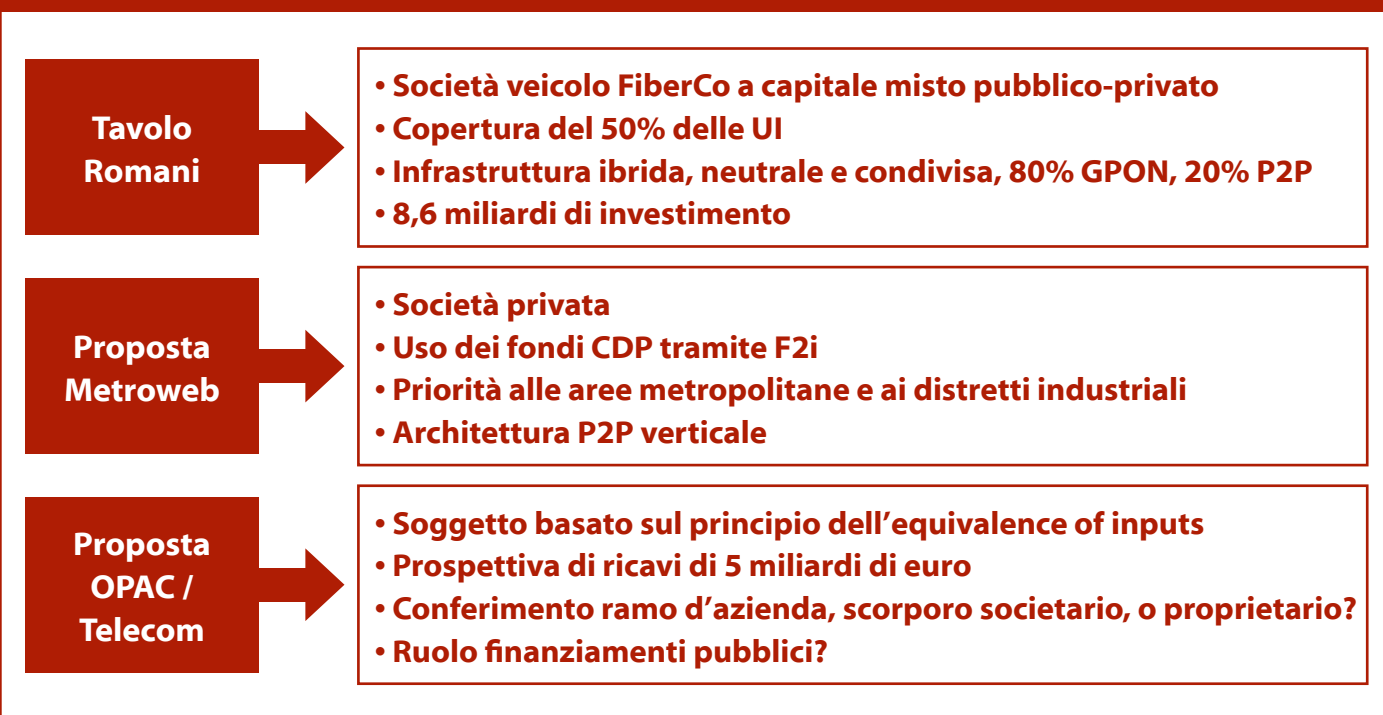 Tavolo
Romani
• Società veicolo FiberCo a capitale misto pubblico-privato
• Copertura del 50% delle UI
• Infrastruttura ibrida, neutrale e condivisa, 80% GPON, 20% P2P
• 8,6 miliardi di investimento
Proposta
Metroweb
• Società privata
• Uso dei fondi CDP tramite F2i
• Priorità alle aree metropolitane e ai distretti industriali
• Architettura P2P verticale
Proposta
OPAC /
Telecom
• Soggetto basato sul principio dell’equivalence of inputs
• Prospettiva di ricavi di 5 miliardi di euro
• Conferimento ramo d’azienda, scorporo societario, o proprietario?
• Ruolo finanziamenti pubblici?